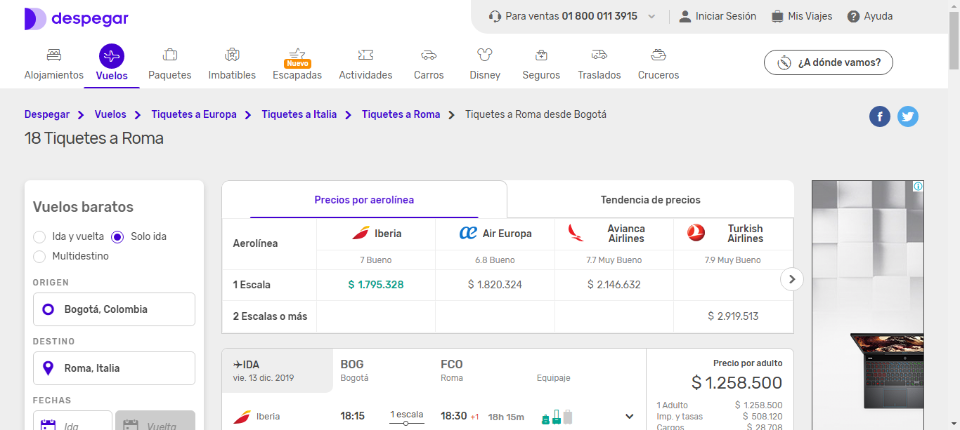 despegar
Para ventas 01 800 011 3915
Iniciar Sesión
Mis Viajes
Ayuda
Alojamientos
Vuelos
Paquetes
Imbatibles
Nuevo
Escapadas
Actividades
Carros
Disney
Seguros
Traslados
Cruceros
¿A dónde vamos?
Despegar > Vuelos > Tiquetes a Europa > Tiquetes a Italia > Tiquetes a Roma > Tiquetes a Roma desde Bogotá
18 Tiquetes a Roma
Vuelos baratos
Ida y vuelta
Solo ida
Multidestino
ORIGEN
Bogotá, Colombia
DESTINO
Roma, Italia
FECHAS
Ida
Vuelta
Precios por aerolínea
Tendencia de precios
Aerolínea
Iberia
Air Europa
Avianca Airlines
Turkish Airlines
7 Bueno
6.8 Bueno
7.7 Muy Bueno
7.9 Muy Bueno
1 Escala
$ 1.795.328
$ 1.820.324
$ 2.146.632
2 Escalas o más
$ 2.919.513
IDA
vie. 13 dic. 2019
BOG
Bogotá
FCO
Roma
Equipaje
Iberia
18:15
1 escala
18:30 +1
18h 15m
Precio por adulto
$ 1.258.500
1 Adulto $ 1.258.500
Imp. y tasas $ 508.120
Cargos $ 28.708